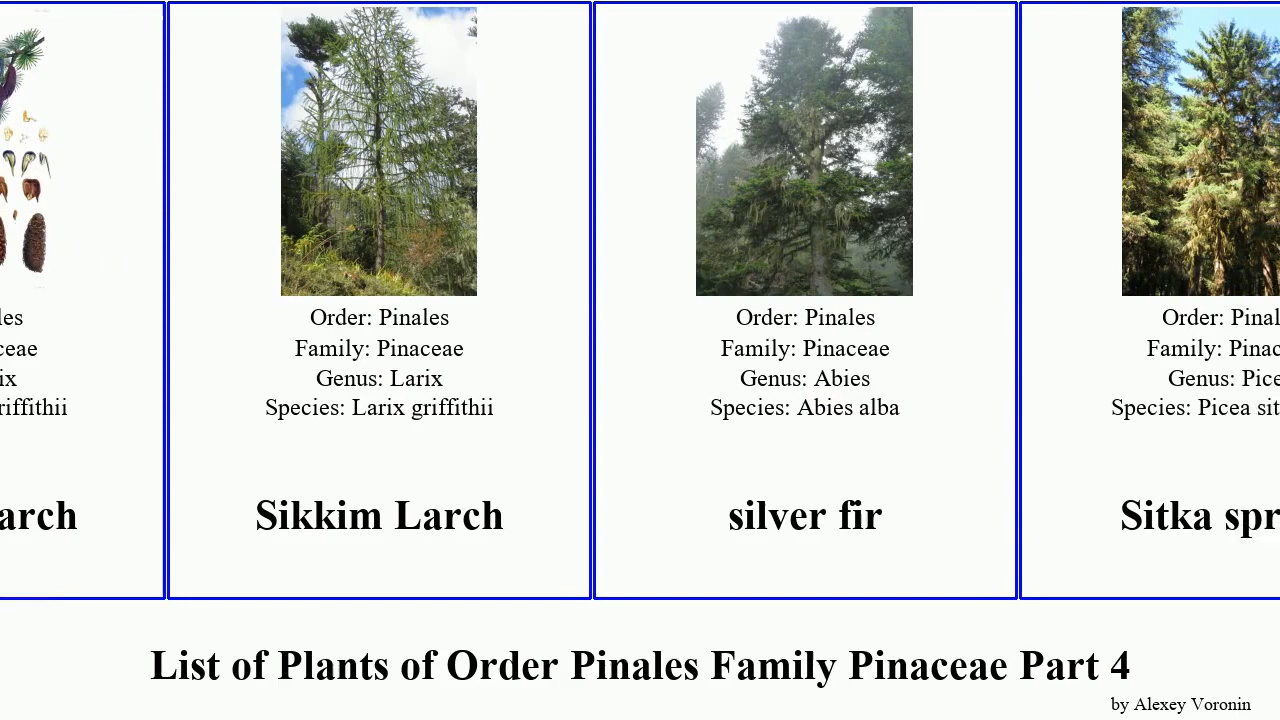 les
ceae
ix
riffithii
arch
Order: Pinales
Family: Pinaceae
Genus: Larix
Species: Larix griffithii
Sikkim Larch
Order: Pinales
Family: Pinaceae
Genus: Abies
Species: Abies alba
silver fir
Order: Pinal
Family: Pinac
Genus: Pice
Species: Picea sit
Sitka spr
List of Plants of Order Pinales Family Pinaceae Part 4
by Alexey Voronin